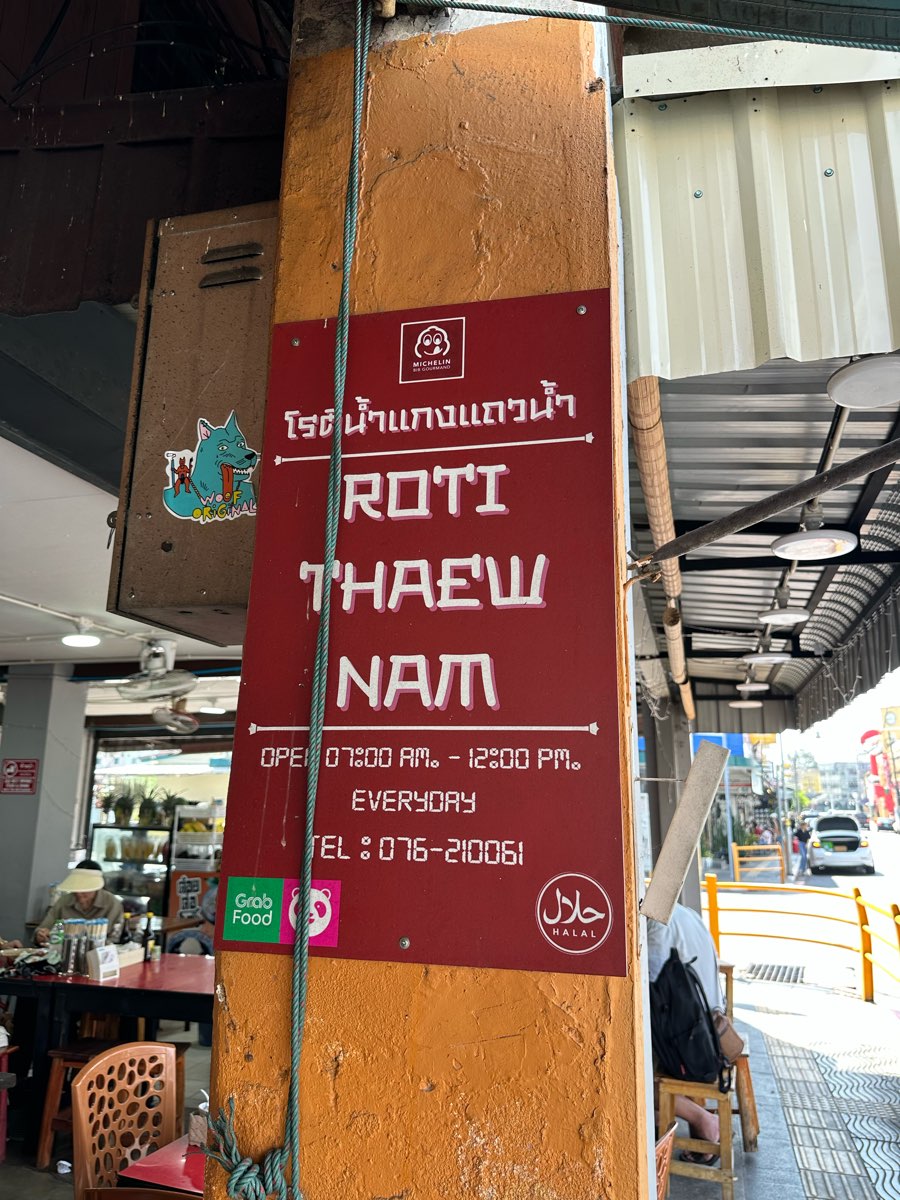 MICHELIN
BIB GOURMAND
โรตีน้ำแกงแถวน้ำ
ROTI
THAEW
NAM
OPEN 07:00 AM. - 12:00 PM.
EVERYDAY
TEL : 076-210061
Grab
Food
حلال
HALAL
WOOF
ORIGINAL